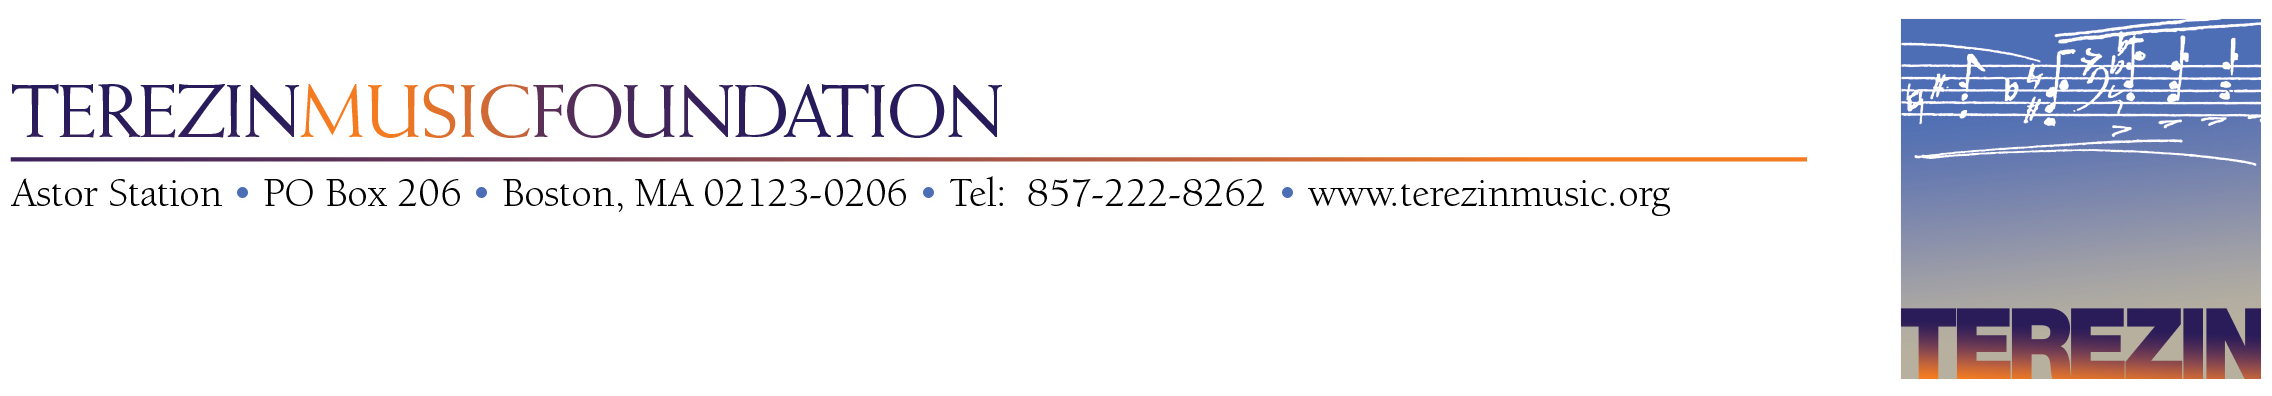 TEREZINMUSICFOUNDATION
Astor Station • PO Box 206 • Boston, MA 02123-0206 • Tel:  857-222-8262 • www.terezinmusic.org
TEREZIN